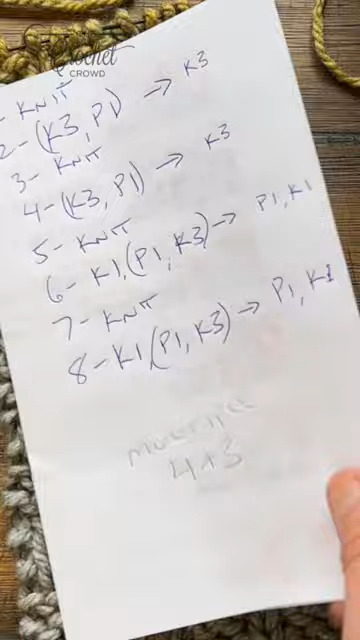 Crochet
CROWD
- KNIT
2 - (K3, P1) → K3
3 - KNIT
4 - (K3, P1) → K3
5 - KNIT
6 - K1, (P1, K3) → P1, K1
7 - KNIT
8 - K1 (P1, K3) → P1, K1
MULTIPLE
4+3